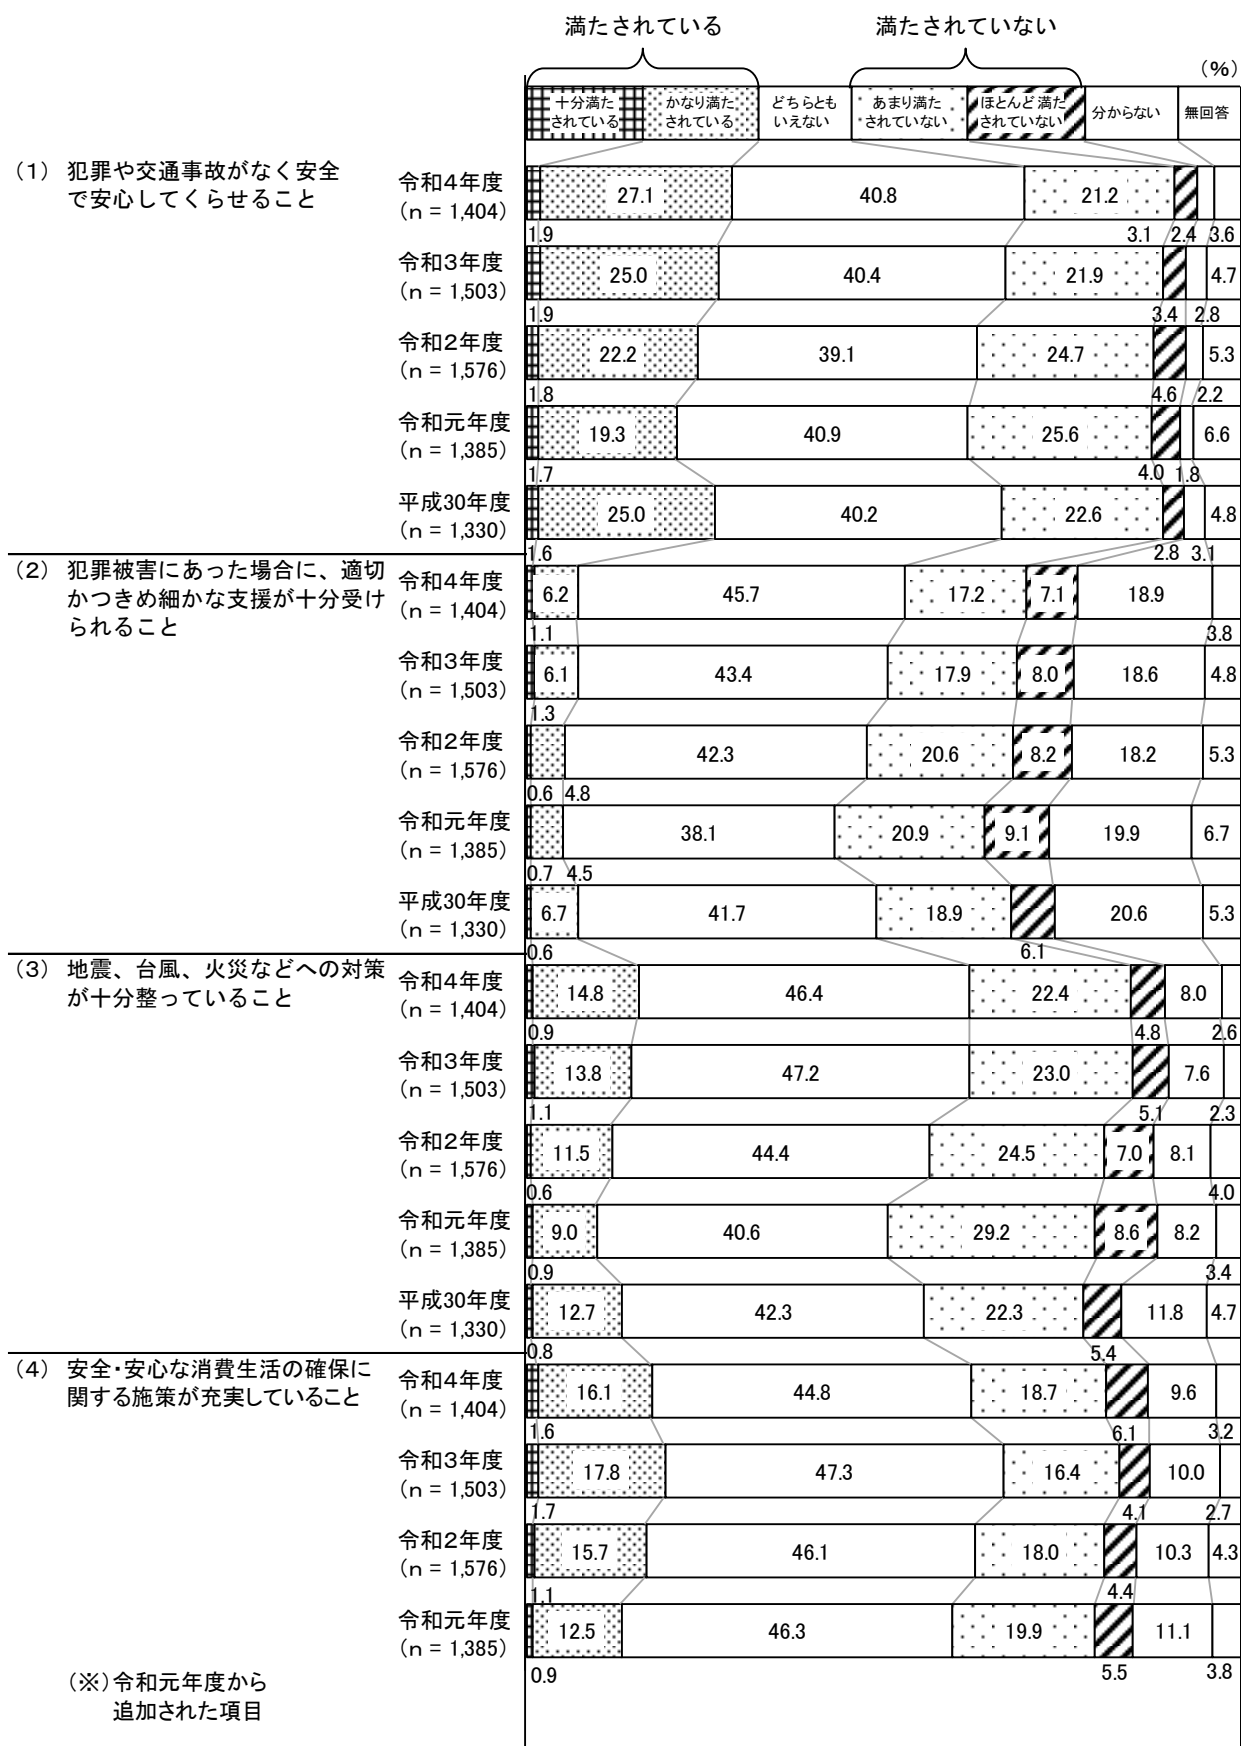 満たされている 満たされていない
(%)
十分満た かなり満た どちらとも あまり満た ほとんど満た 分からない 無回答
されている されている いえない されていない されていない
(1) 犯罪や交通事故がなく安全
で安心してくらせること
令和4年度
(n = 1,404)
27.1 40.8 21.2
1.9 3.1 2.4 3.6
令和3年度
(n = 1,503)
25.0 40.4 21.9 4.7
1.9 3.4 2.8
令和2年度
(n = 1,576)
22.2 39.1 24.7 5.3
1.8 4.6 2.2
令和元年度
(n = 1,385)
19.3 40.9 25.6 6.6
1.7 4.0 1.8
平成30年度
(n = 1,330)
25.0 40.2 22.6 4.8
1.6 2.8 3.1
(2) 犯罪被害にあった場合に、適切
かつきめ細かな支援が十分受け
られること
令和4年度
(n = 1,404)
6.2 45.7 17.2 7.1 18.9
1.1 3.8
令和3年度
(n = 1,503)
6.1 43.4 17.9 8.0 18.6 4.8
1.3
令和2年度
(n = 1,576)
42.3 20.6 8.2 18.2 5.3
0.6 4.8
令和元年度
(n = 1,385)
38.1 20.9 9.1 19.9 6.7
0.7 4.5
平成30年度
(n = 1,330)
6.7 41.7 18.9 20.6 5.3
0.6 6.1
(3) 地震、台風、火災などへの対策
が十分整っていること
令和4年度
(n = 1,404)
14.8 46.4 22.4 8.0
0.9 4.8 2.6
令和3年度
(n = 1,503)
13.8 47.2 23.0 7.6
1.1 5.1 2.3
令和2年度
(n = 1,576)
11.5 44.4 24.5 7.0 8.1
0.6 4.0
令和元年度
(n = 1,385)
9.0 40.6 29.2 8.6 8.2
0.9 3.4
平成30年度
(n = 1,330)
12.7 42.3 22.3 11.8 4.7
0.8 5.4
(4) 安全・安心な消費生活の確保に
関する施策が充実していること
令和4年度
(n = 1,404)
16.1 44.8 18.7 9.6
1.6 6.1 3.2
令和3年度
(n = 1,503)
17.8 47.3 16.4 10.0
1.7 4.1 2.7
令和2年度
(n = 1,576)
15.7 46.1 18.0 10.3 4.3
1.1 4.4
令和元年度
(n = 1,385)
12.5 46.3 19.9 11.1
0.9 5.5 3.8
(※)令和元年度から
追加された項目